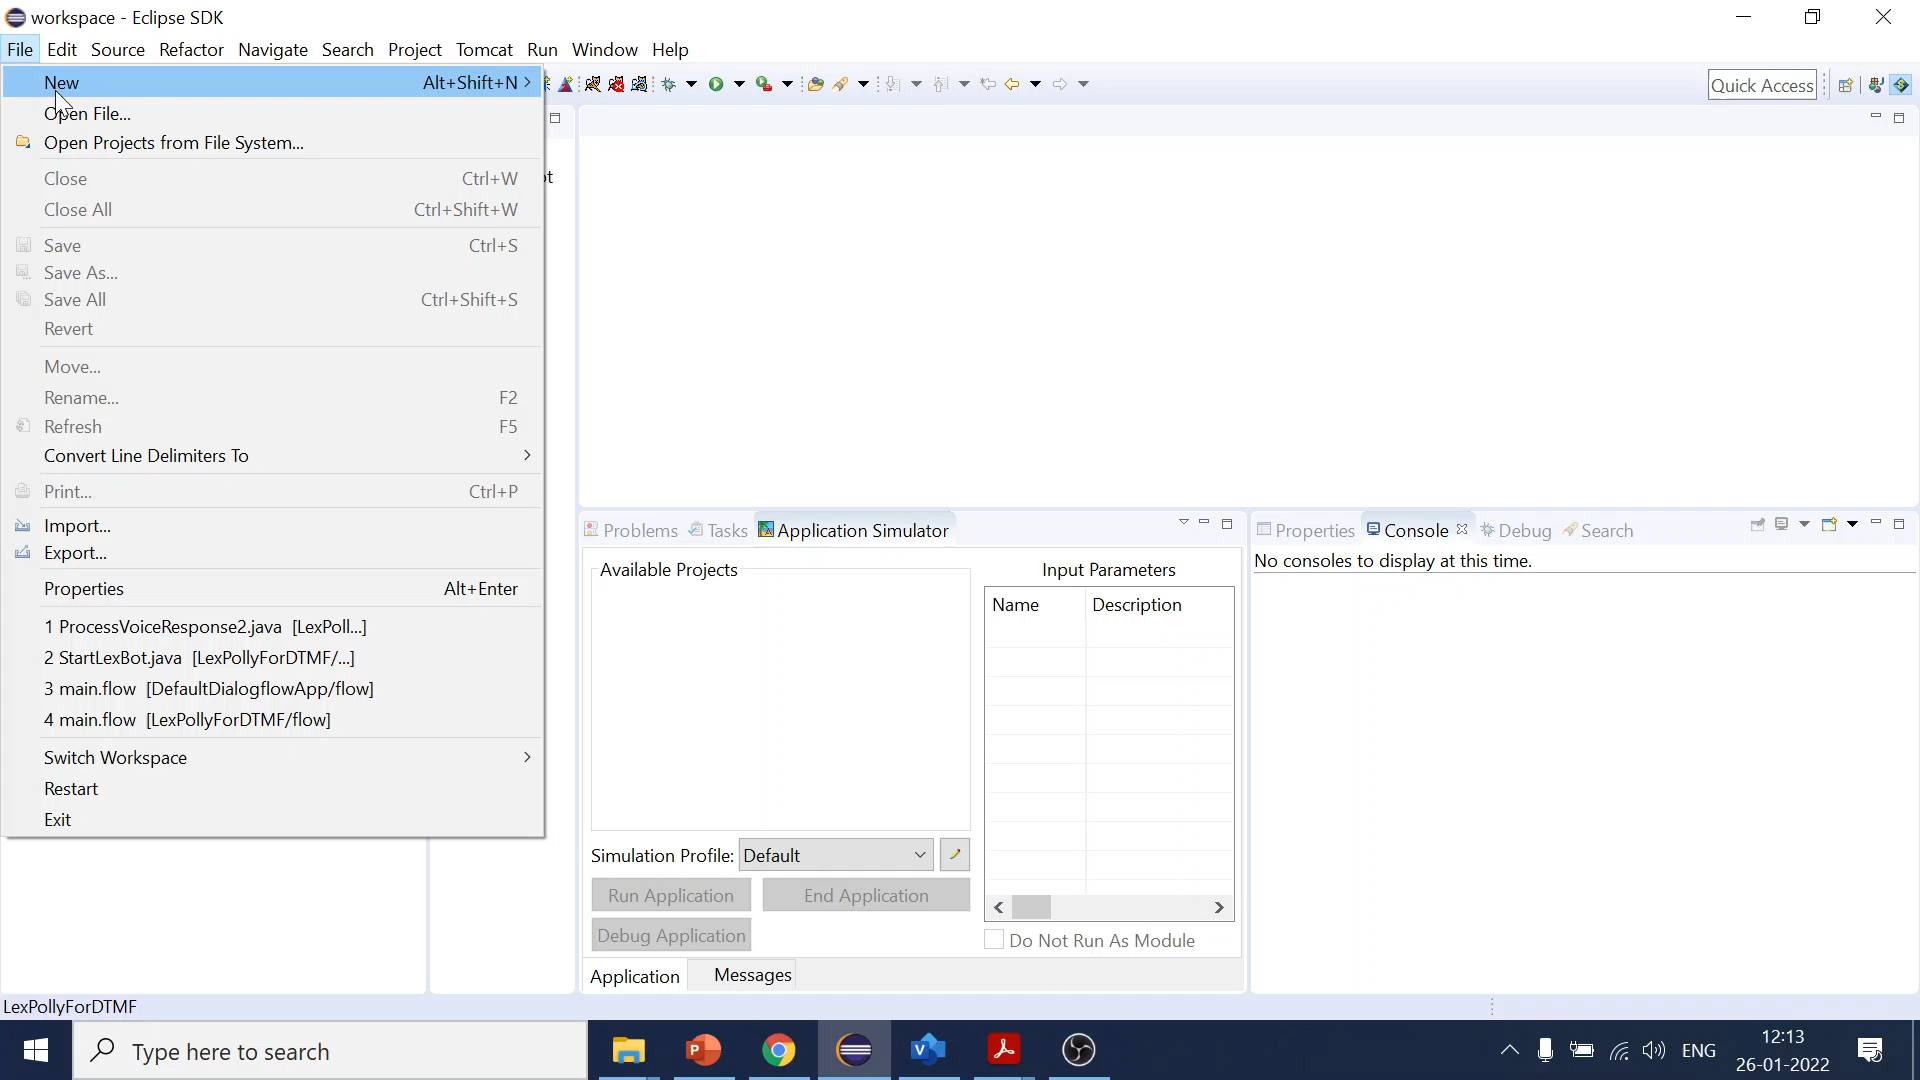 workspace - Eclipse SDK
File Edit Source Refactor Navigate Search Project Tomcat Run Window Help
New Alt+Shift+N
Quick Access
Open File...
Open Projects from File System...
Close Ctrl+W
Close All Ctrl+Shift+W
Save Ctrl+S
Save As...
Save All Ctrl+Shift+S
Revert
Move...
Rename... F2
Refresh F5
Convert Line Delimiters To
Print... Ctrl+P
Import...
Export...
Properties Alt+Enter
1 ProcessVoiceResponse2.java [LexPoll...]
2 StartLexBot.java [LexPollyForDTMF/...]
3 main.flow [DefaultDialogflowApp/flow]
4 main.flow [LexPollyForDTMF/flow]
Switch Workspace
Restart
Exit
Problems Tasks Application Simulator
Available Projects
Input Parameters
Name Description
Simulation Profile: Default
Run Application End Application
Debug Application
Do Not Run As Module
Application Messages
Properties Console Debug Search
No consoles to display at this time.
LexPollyForDTMF
Type here to search
ENG
12:13
26-01-2022